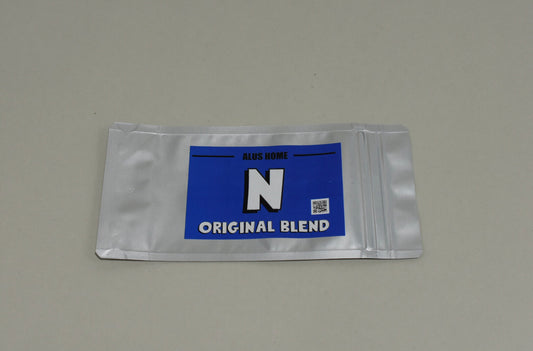 ALUS HOME
N
ORIGINAL BLEND